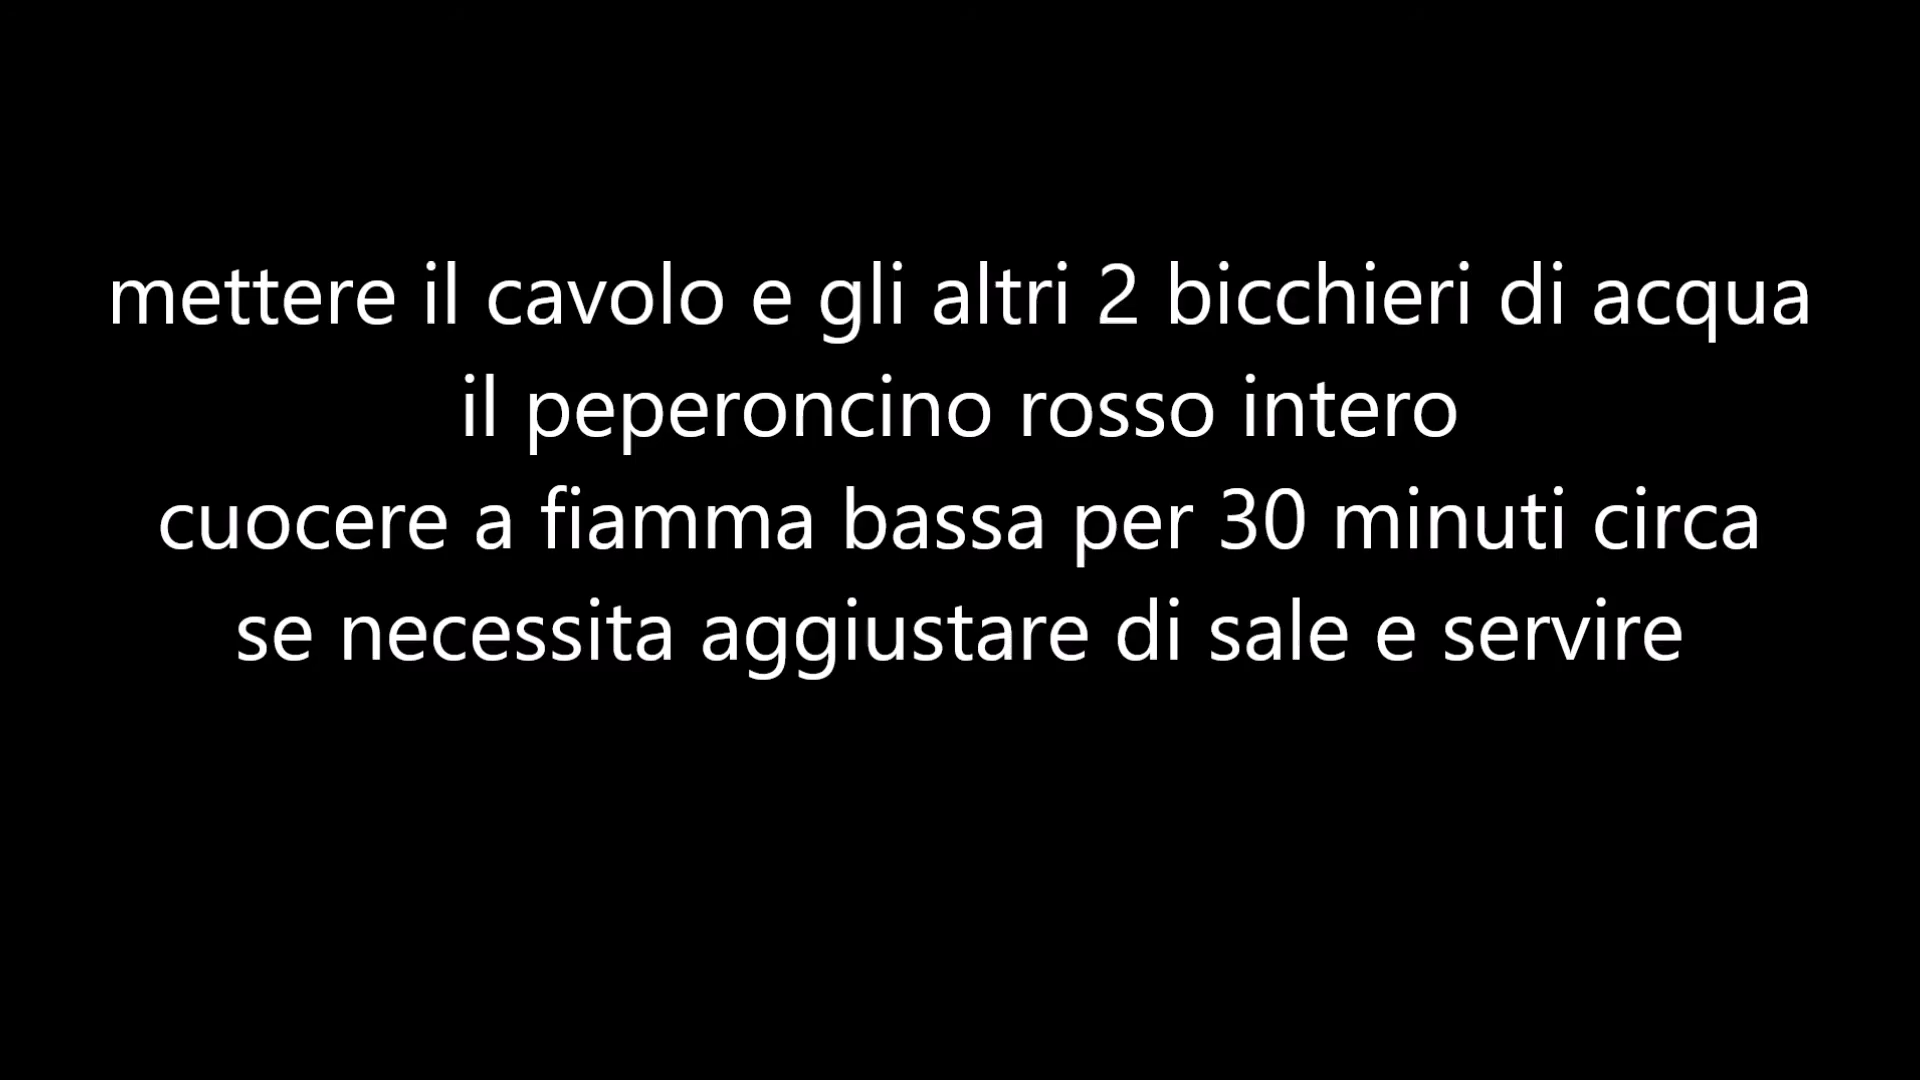 mettere il cavolo e gli altri 2 bicchieri di acqua
il peperoncino rosso intero
cuocere a fiamma bassa per 30 minuti circa
se necessita aggiustare di sale e servire